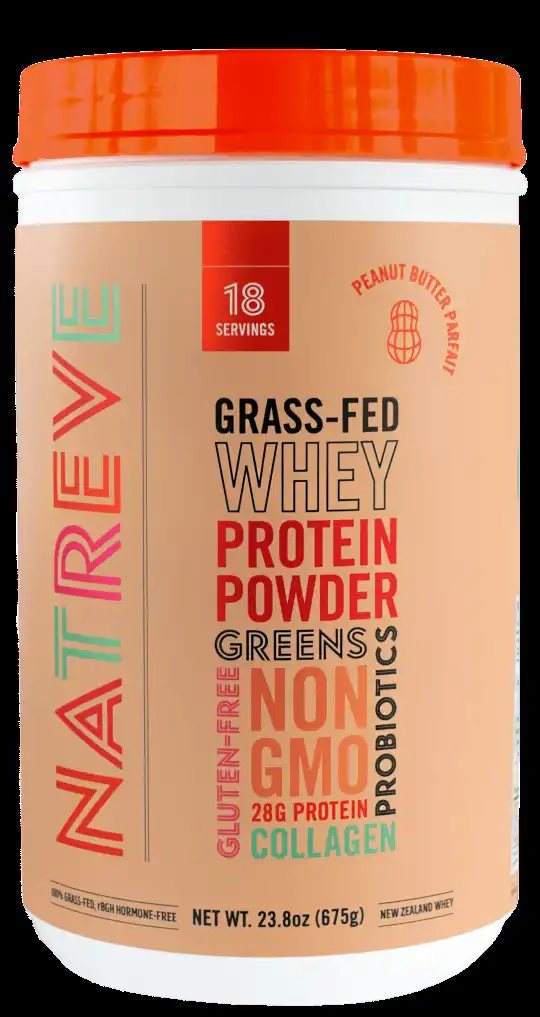 NATREVE
18
SERVINGS
PEANUT BUTTER PARFAIT
GRASS-FED
WHEY
PROTEIN
POWDER
GREENS
GLUTEN-FREE
NON
GMO
PROBIOTICS
28G PROTEIN
COLLAGEN
100% GRASS-FED, rBGH HORMONE-FREE
NET WT. 23.8oz (675g)
NEW ZEALAND WHEY